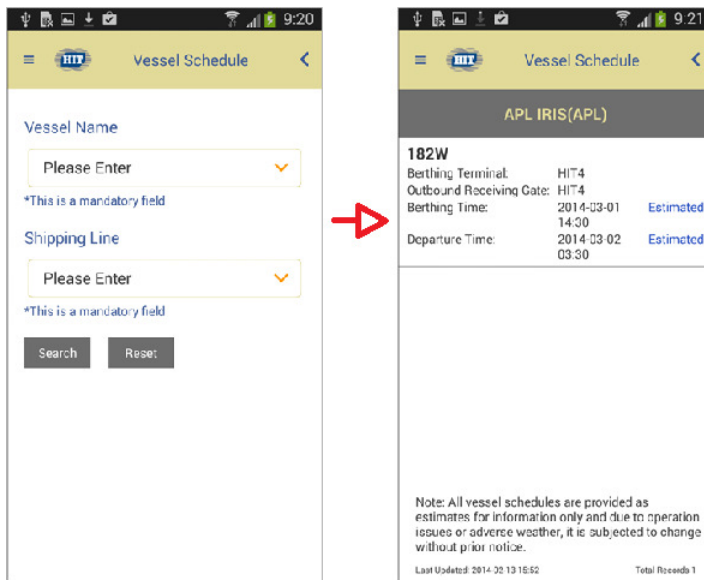 9:20
HIT
Vessel Schedule
Vessel Name
Please Enter
*This is a mandatory field
Shipping Line
Please Enter
*This is a mandatory field
Search Reset
9:21
HIT
Vessel Schedule
APL IRIS(APL)
182W
Berthing Terminal: HIT4
Outbound Receiving Gate: HIT4
Berthing Time: 2014-03-01 Estimated
14:30
Departure Time: 2014-03-02 Estimated
03:30
Note: All vessel schedules are provided as
estimates for information only and due to operation
issues or adverse weather, it is subjected to change
without prior notice.
Last Updated: 2014-02-13 15:52 Total Records 1